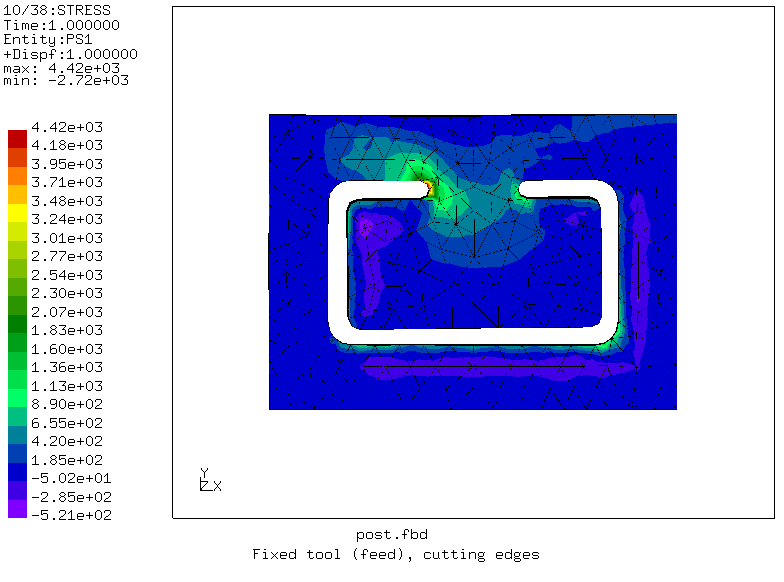 10/38:STRESS
Time:1.000000
Entity:PS1
+Dispf:1.000000
max: 4.42e+03
min: -2.72e+03
4.42e+03
4.18e+03
3.95e+03
3.71e+03
3.48e+03
3.24e+03
3.01e+03
2.77e+03
2.54e+03
2.30e+03
2.07e+03
1.83e+03
1.60e+03
1.36e+03
1.13e+03
8.90e+02
6.55e+02
4.20e+02
1.85e+02
-5.02e+01
-2.85e+02
-5.21e+02
Y
Z X
post.fbd
Fixed tool (feed), cutting edges